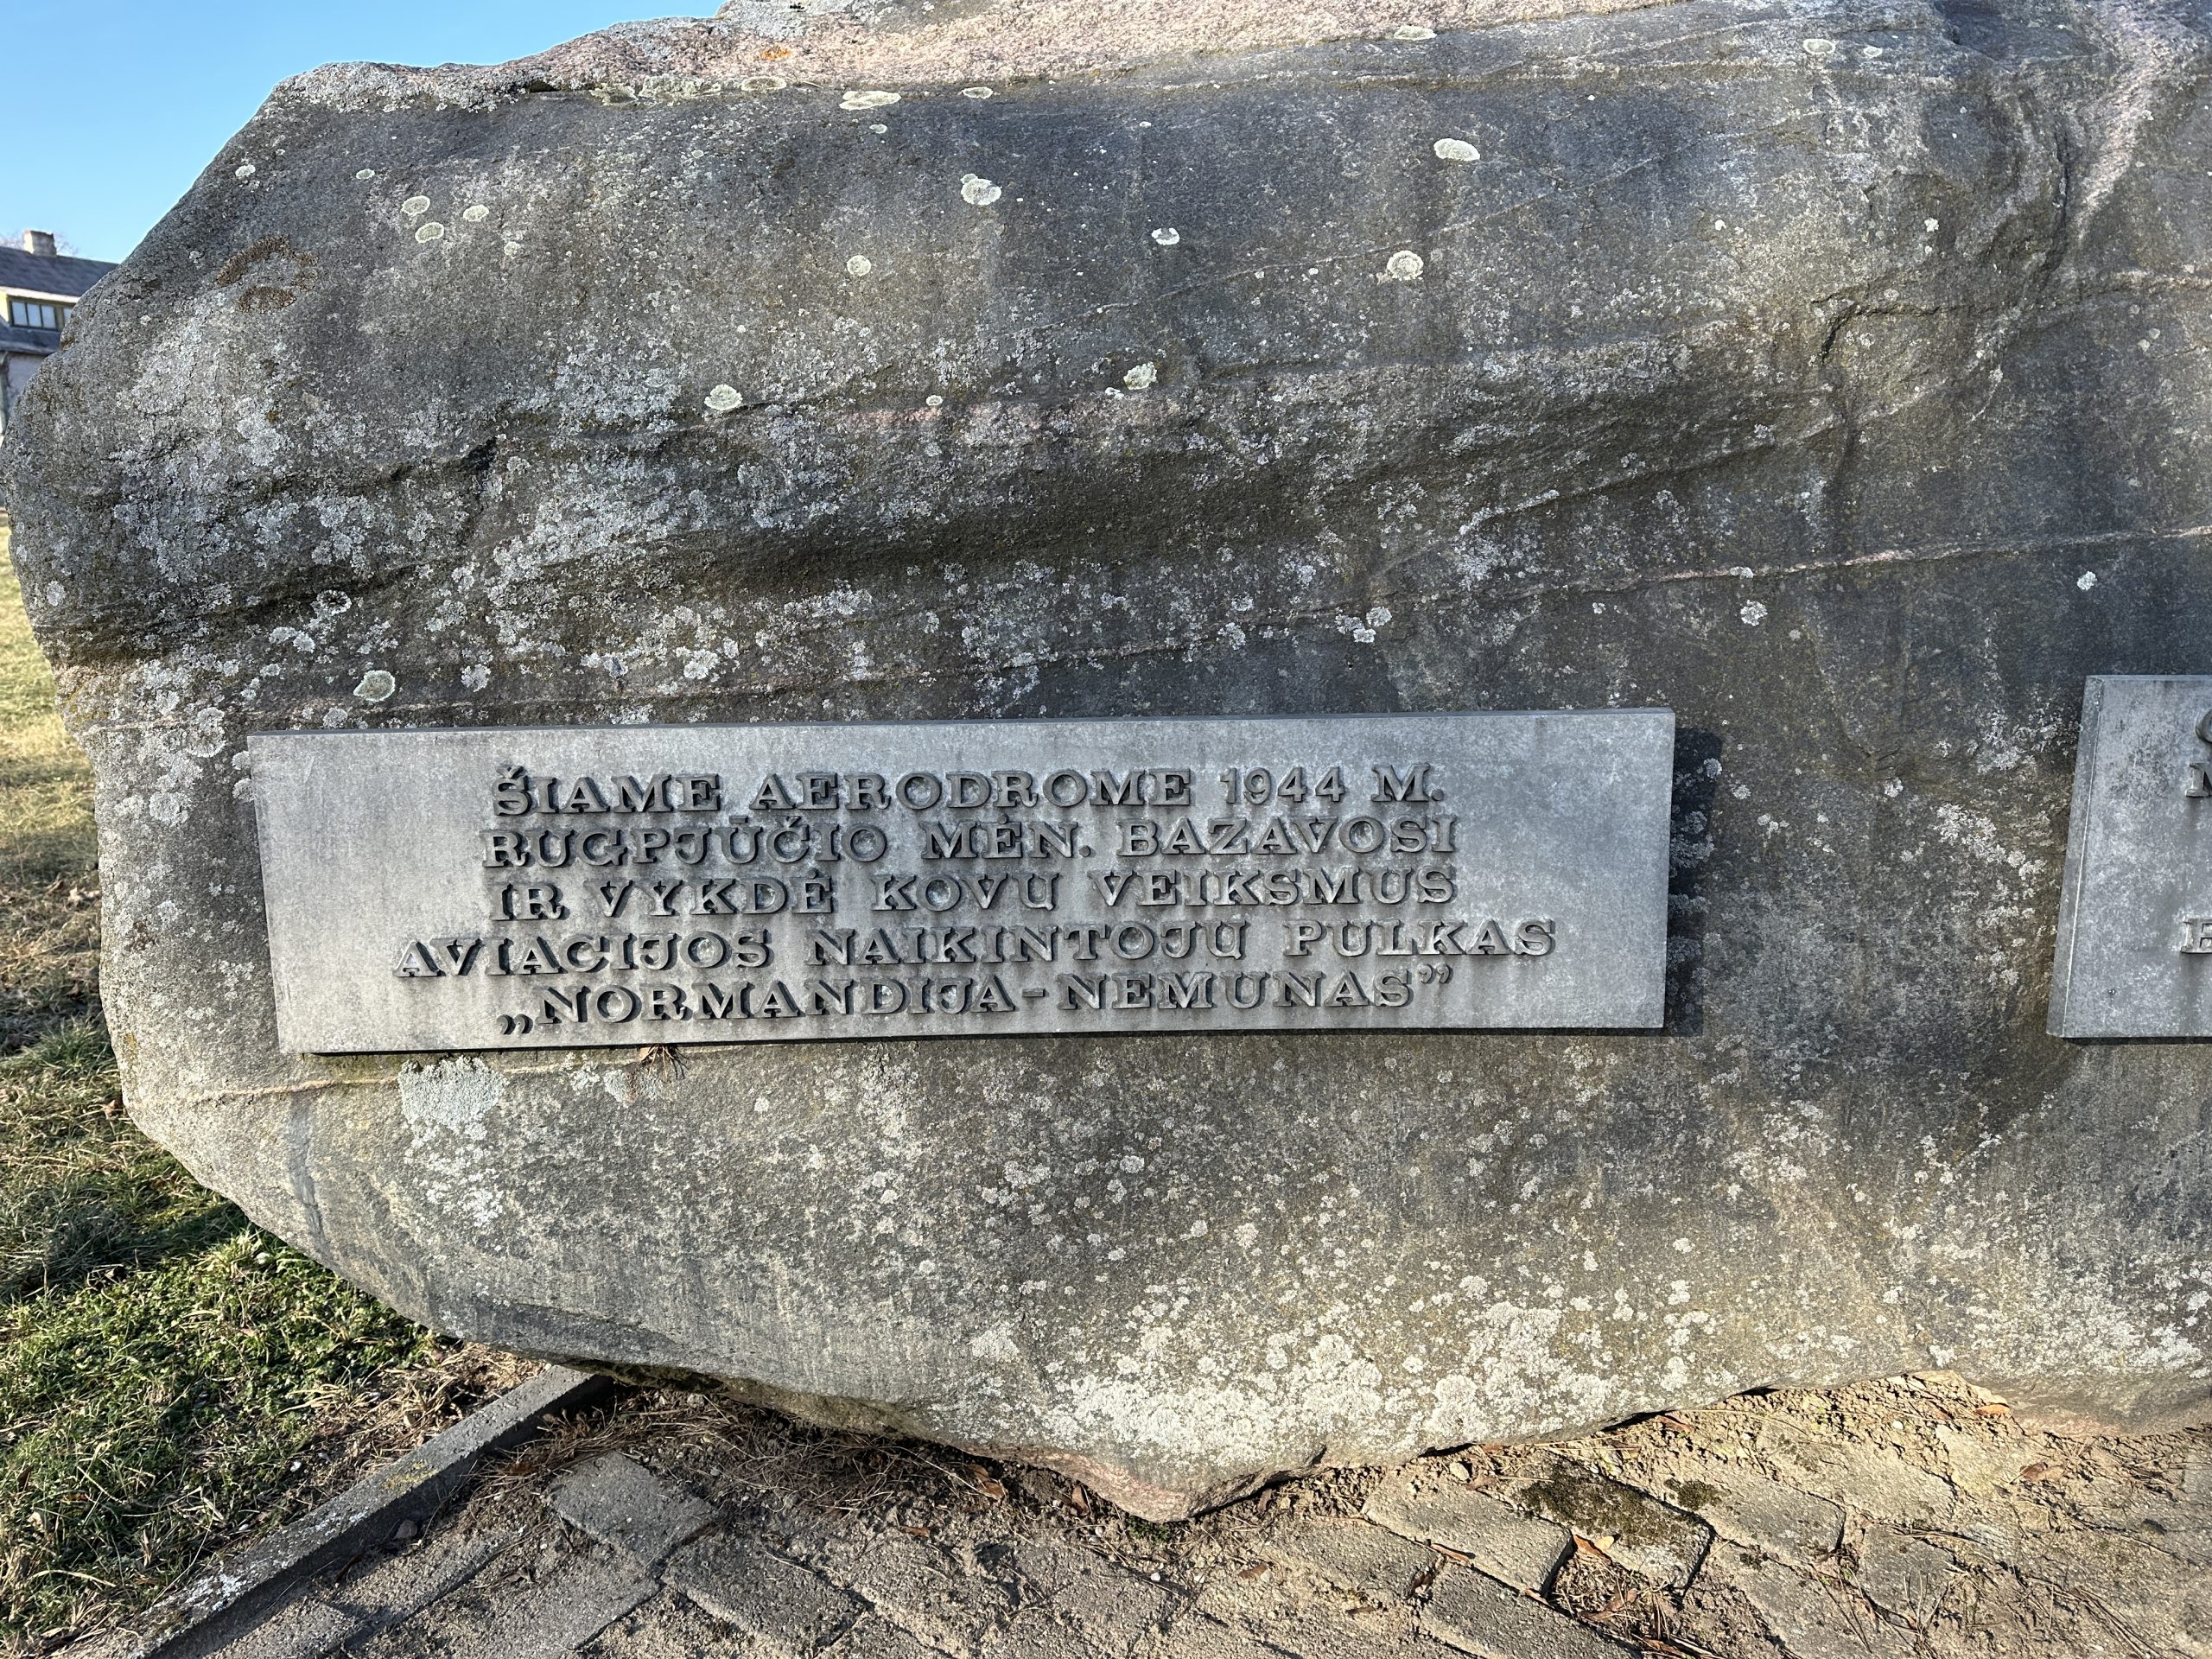 ŠIAME AERODROME 1944 M.
RUGPJŪČIO MĖN. BAZAVOSI
IR VYKDĖ KOVŲ VEIKSMUS
AVIACIJOS NAIKINTOJŲ PULKAS
„NORMANDIJA-NEMUNAS”